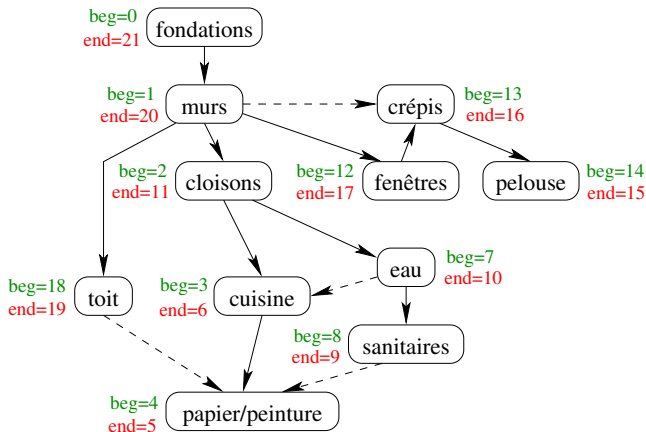 beg=0
fondations
end=21
beg=1
murs
end=20
crépis
beg=13
end=16
beg=2
cloisons
end=11
beg=12
fenêtres
end=17
pelouse
beg=14
end=15
beg=18
toit
end=19
beg=3
cuisine
end=6
eau
beg=7
end=10
beg=8
sanitaires
end=9
beg=4
papier/peinture
end=5